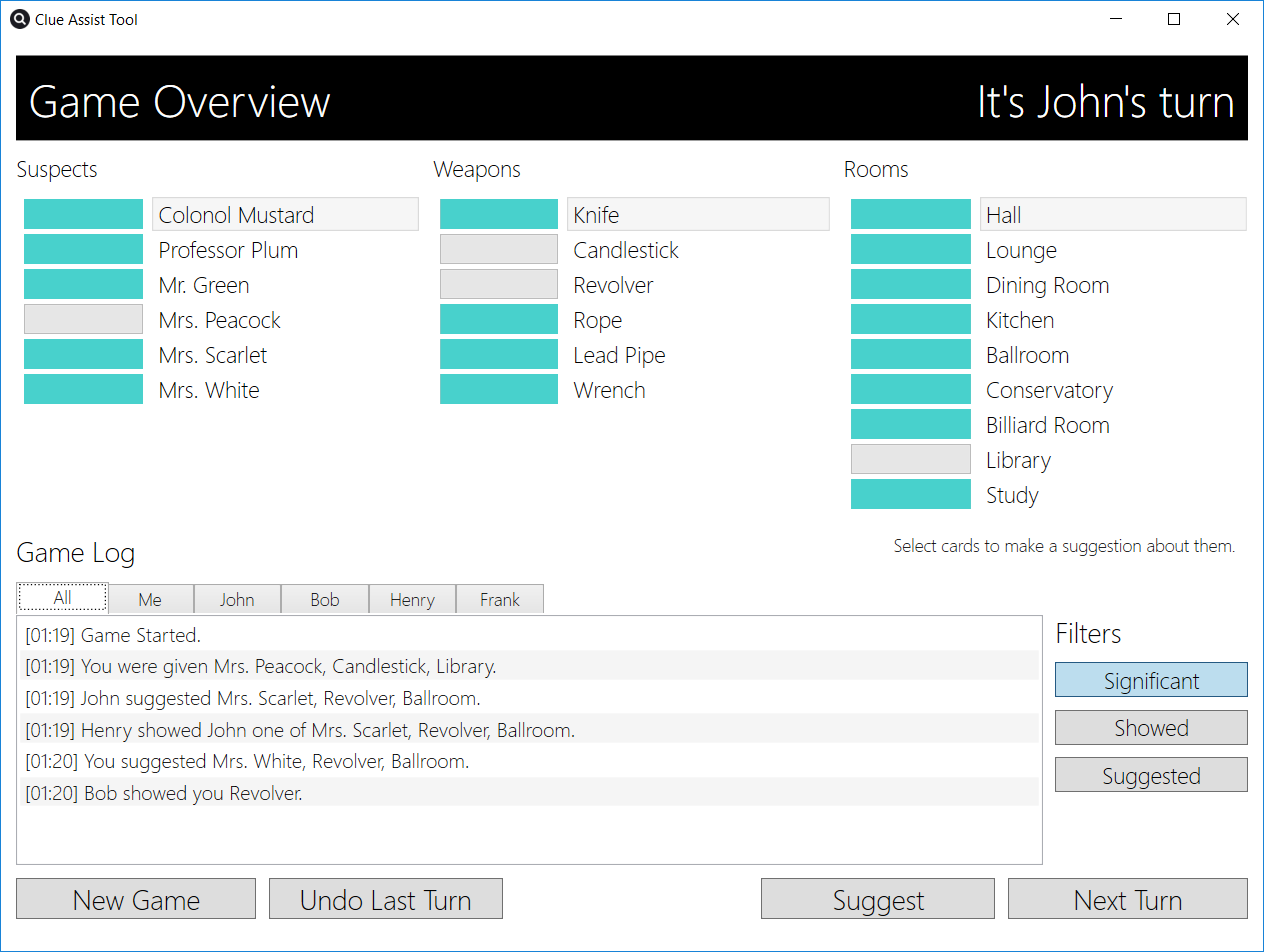 Clue Assist Tool
Game Overview
It's John's turn
Suspects
Colonol Mustard
Professor Plum
Mr. Green
Mrs. Peacock
Mrs. Scarlet
Mrs. White
Weapons
Knife
Candlestick
Revolver
Rope
Lead Pipe
Wrench
Rooms
Hall
Lounge
Dining Room
Kitchen
Ballroom
Conservatory
Billiard Room
Library
Study
Select cards to make a suggestion about them.
Game Log
All Me John Bob Henry Frank
[01:19] Game Started.
[01:19] You were given Mrs. Peacock, Candlestick, Library.
[01:19] John suggested Mrs. Scarlet, Revolver, Ballroom.
[01:19] Henry showed John one of Mrs. Scarlet, Revolver, Ballroom.
[01:20] You suggested Mrs. White, Revolver, Ballroom.
[01:20] Bob showed you Revolver.
Filters
Significant
Showed
Suggested
New Game
Undo Last Turn
Suggest
Next Turn